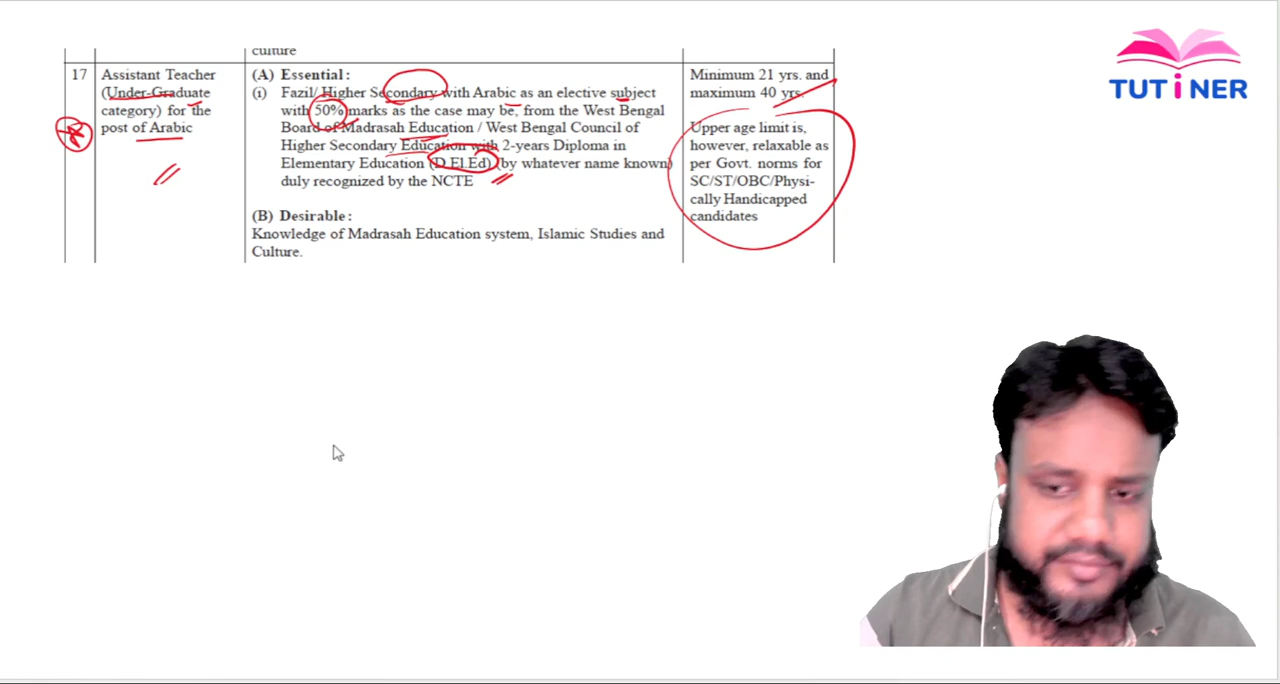 TUTiNER
culture
17
Assistant Teacher
(Under-Graduate
category) for the
post of Arabic
(A) Essential :
(i) Fazil/ Higher Secondary with Arabic as an elective subject
with 50% marks as the case may be, from the West Bengal
Board of Madrasah Education / West Bengal Council of
Higher Secondary Education with 2-years Diploma in
Elementary Education (D.El.Ed) (by whatever name known)
duly recognized by the NCTE
(B) Desirable :
Knowledge of Madrasah Education system, Islamic Studies and
Culture.
Minimum 21 yrs. and
maximum 40 yrs.
Upper age limit is,
however, relaxable as
per Govt. norms for
SC/ST/OBC/Physi-
cally Handicapped
candidates